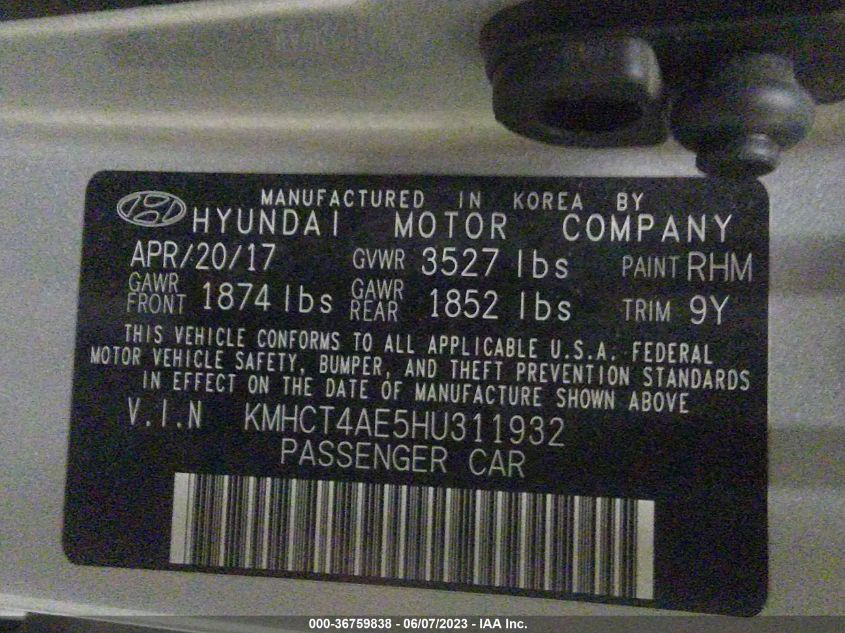 MANUFACTURED IN KOREA BY
HYUNDAI MOTOR COMPANY
APR/20/17 GVWR 3527 lbs PAINT RHM
GAWR FRONT 1874 lbs GAWR REAR 1852 lbs TRIM 9Y
THIS VEHICLE CONFORMS TO ALL APPLICABLE U.S.A. FEDERAL
MOTOR VEHICLE SAFETY, BUMPER, AND THEFT PREVENTION STANDARDS
IN EFFECT ON THE DATE OF MANUFACTURE SHOWN ABOVE
V.I.N KMHCT4AE5HU311932
PASSENGER CAR
000-36759838 - 06/07/2023 - IAA Inc.